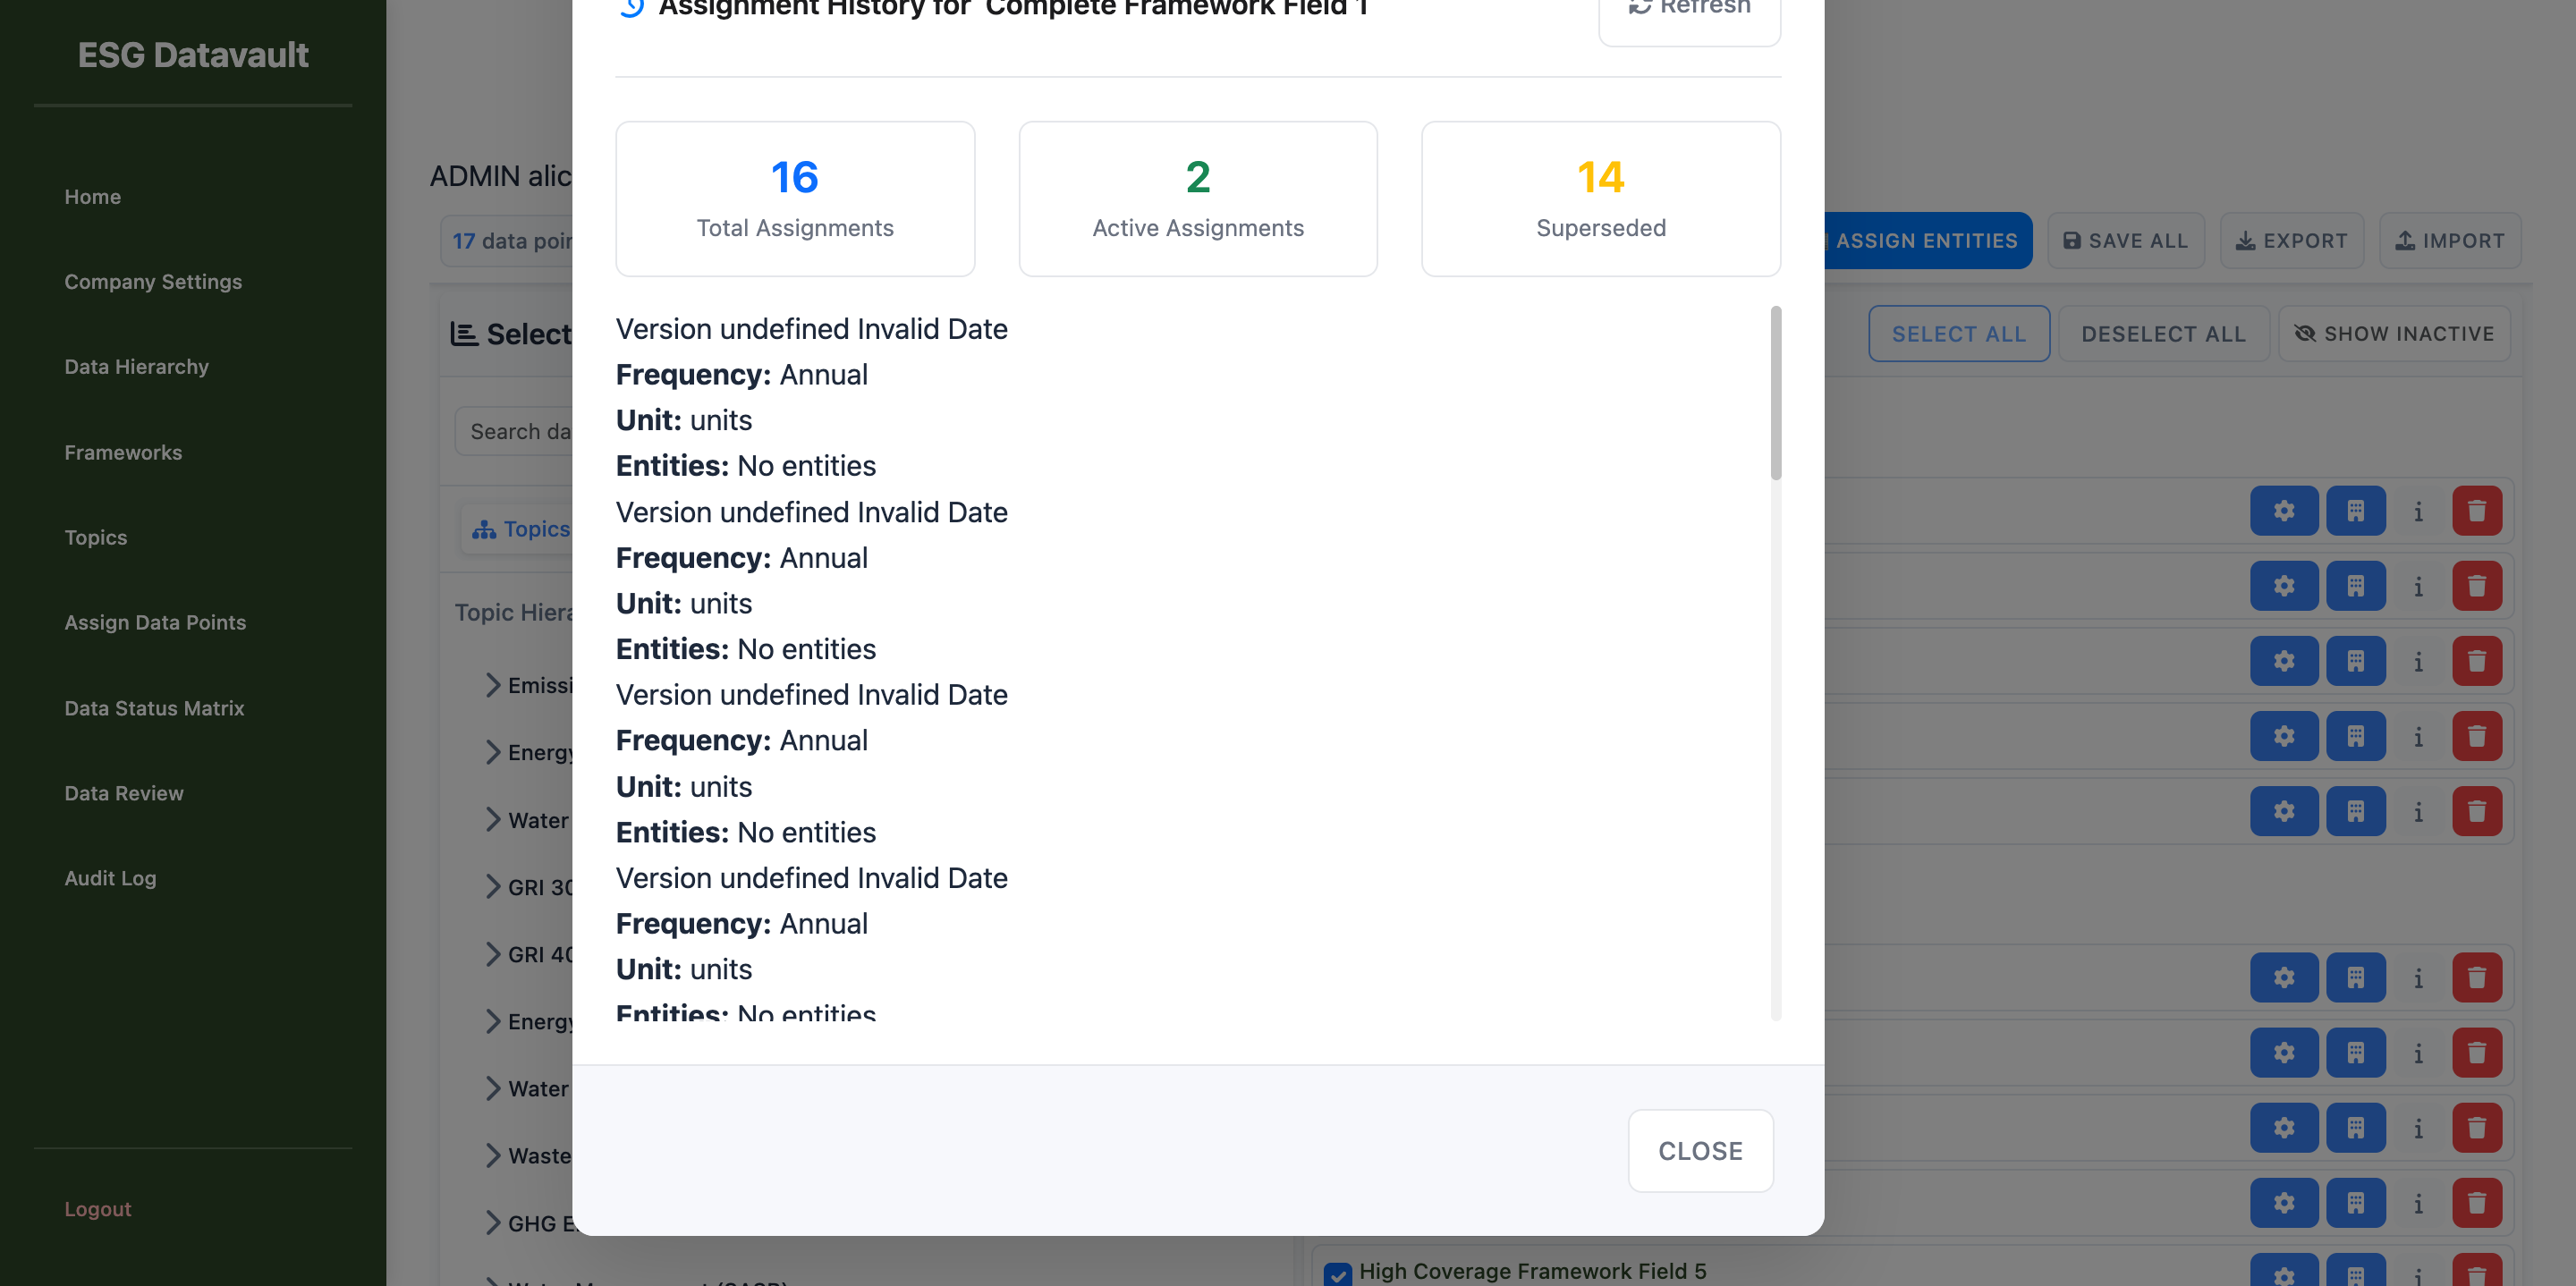 ESG Datavault
Home
Company Settings
Data Hierarchy
Frameworks
Topics
Assign Data Points
Data Status Matrix
Data Review
Audit Log
Logout
ADMIN alic
17 data poin
ASSIGN ENTITIES
SAVE ALL
EXPORT
IMPORT
Select
SELECT ALL
DESELECT ALL
SHOW INACTIVE
Search da
Topics
Topic Hiera
Emissi
Energy
Water
GRI 30
GRI 40
Energy
Water
Waste
GHG E
High Coverage Framework Field 5
Assignment History for 'Complete Framework Field 1'
Refresh
16
Total Assignments
2
Active Assignments
14
Superseded
Version undefined Invalid Date
Frequency: Annual
Unit: units
Entities: No entities
Version undefined Invalid Date
Frequency: Annual
Unit: units
Entities: No entities
Version undefined Invalid Date
Frequency: Annual
Unit: units
Entities: No entities
Version undefined Invalid Date
Frequency: Annual
Unit: units
Entities: No entities
CLOSE